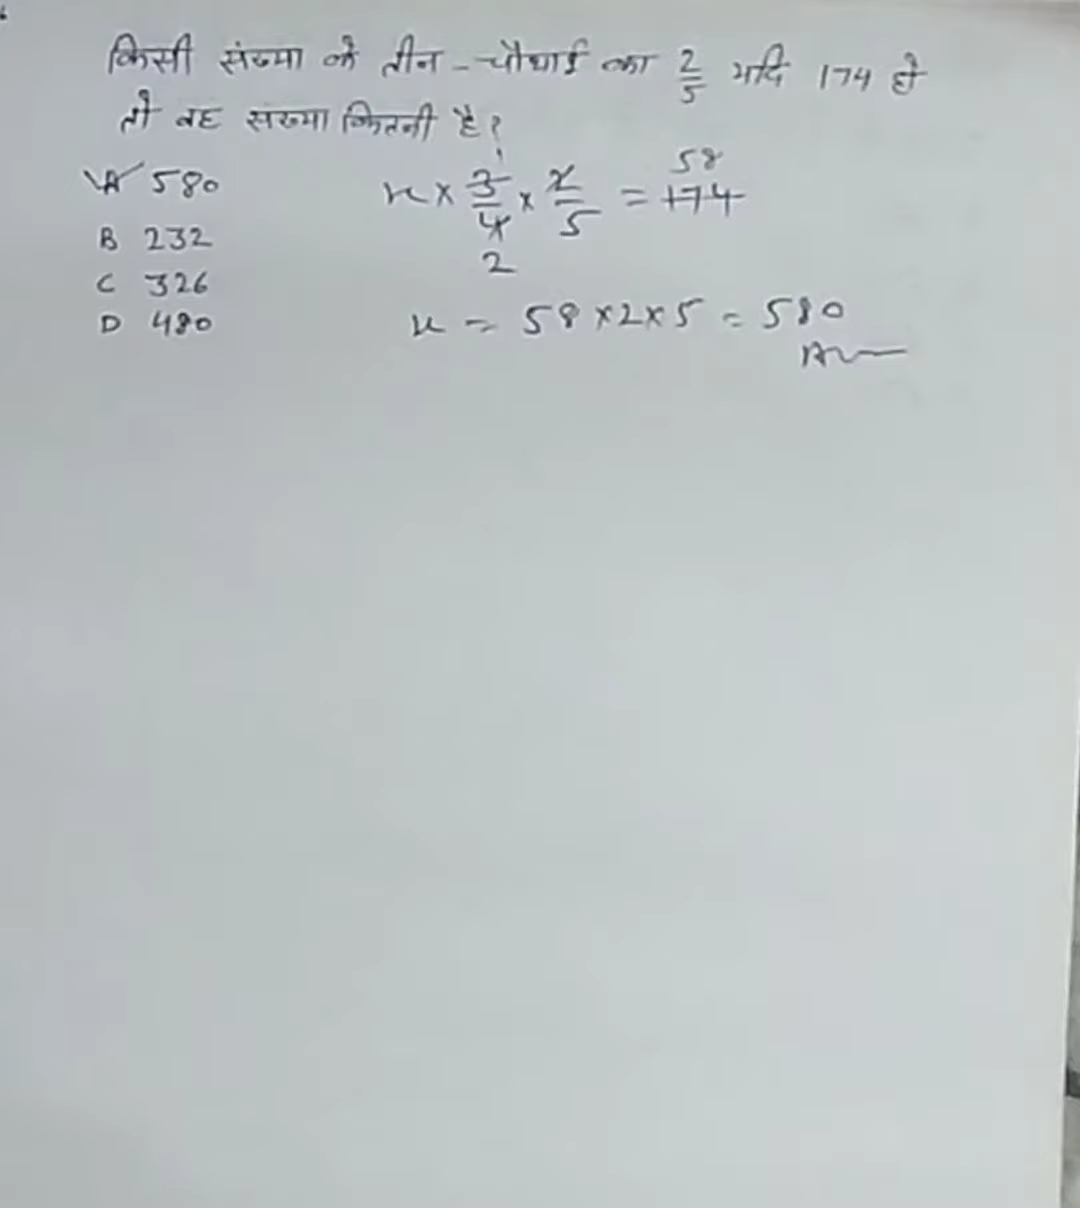 किसी संख्या के तीन-चौथाई का 2/5 यदि 174 हो
तो वह संख्या कितनी है?
A 580
B 232
C 326
D 480
x × 3/4 × 2/5 = 174
1
2
58
x = 58×2×5 = 580
Ans